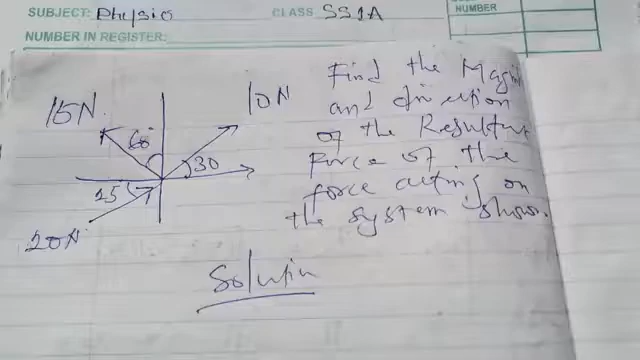 SUBJECT: Physics
CLASS SS1A
NUMBER
NUMBER IN REGISTER:
15N
60°
10N
30
15
20N
Find the Magni
and direction
of the Resultant
Force of the
force acting on
the system shown.
Solution